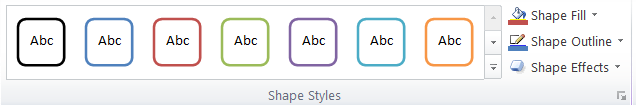 Abc Abc Abc Abc Abc Abc Abc
Shape Fill
Shape Outline
Shape Effects
Shape Styles